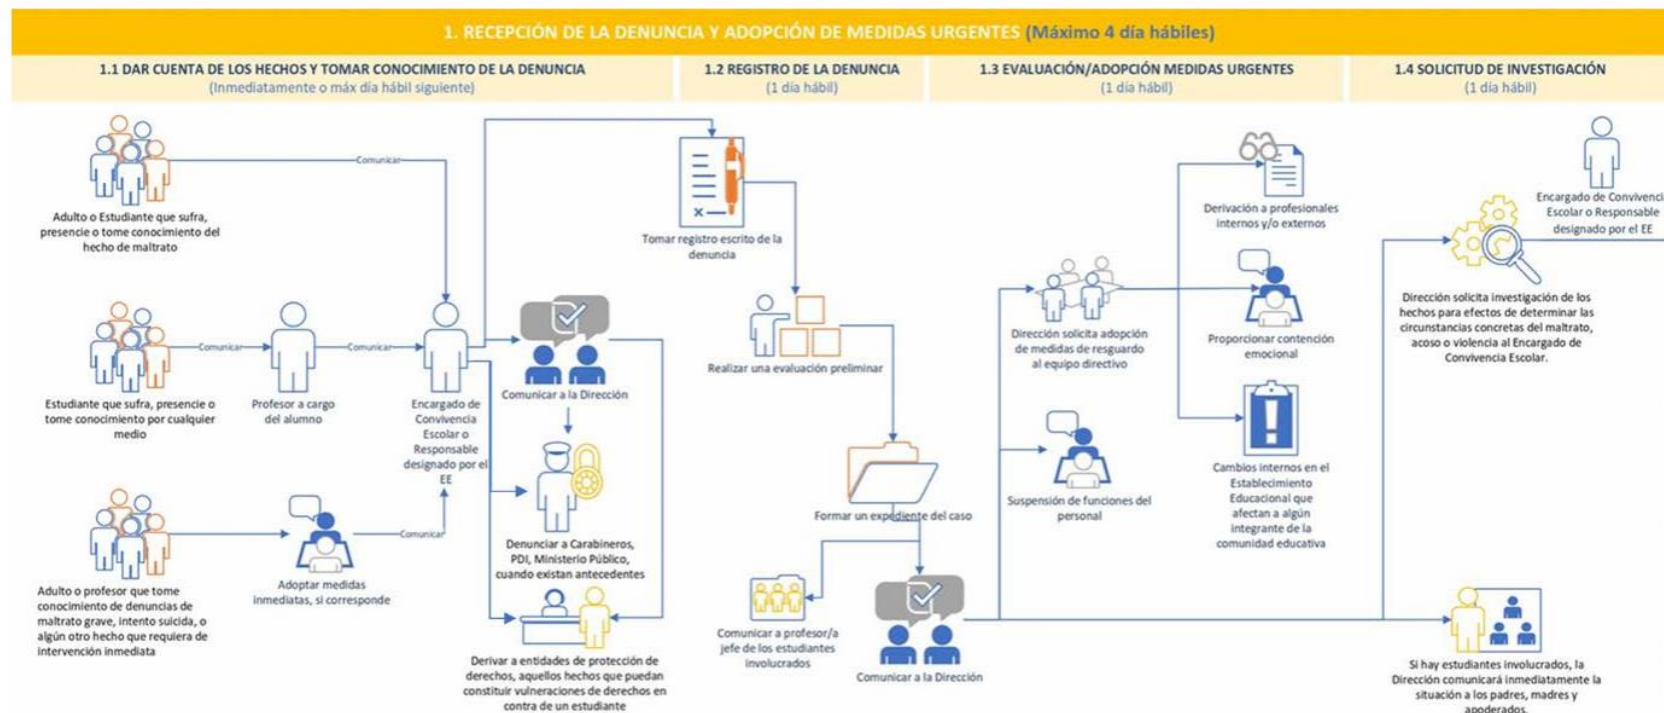 1. RECEPCIÓN DE LA DENUNCIA Y ADOPCIÓN DE MEDIDAS URGENTES (Máximo 4 día hábiles)
1.1 DAR CUENTA DE LOS HECHOS Y TOMAR CONOCIMIENTO DE LA DENUNCIA
(Inmediatamente o máx día hábil siguiente)
1.2 REGISTRO DE LA DENUNCIA
(1 día hábil)
1.3 EVALUACIÓN/ADOPCIÓN MEDIDAS URGENTES
(1 día hábil)
1.4 SOLICITUD DE INVESTIGACIÓN
(1 día hábil)
Comunicar
Adulto o Estudiante que sufra,
presencie o tome conocimiento del
hecho de maltrato
Comunicar
Comunicar
Estudiante que sufra, presencie o
tome conocimiento por cualquier
medio
Profesor a cargo
del alumno
Encargado de
Convivencia
Escolar o
Responsable
designado por el
EE
Comunicar
Adulto o profesor que tome
conocimiento de denuncias de
maltrato grave, intento suicida, o
algún otro hecho que requiera de
intervención inmediata
Adoptar medidas
inmediatas, si corresponde
Comunicar a la Dirección
Denunciar a Carabineros,
PDI, Ministerio Público,
cuando existan antecedentes
Derivar a entidades de protección de
derechos, aquellos hechos que puedan
constituir vulneraciones de derechos en
contra de un estudiante
Tomar registro escrito de la
denuncia
Realizar una evaluación preliminar
Formar un expediente del caso
Comunicar a profesor/a
jefe de los estudiantes
involucrados
Comunicar a la Dirección
Dirección solicita adopción
de medidas de resguardo
al equipo directivo
Suspensión de funciones del
personal
Derivación a profesionales
internos y/o externos
Proporcionar contención
emocional
Cambios internos en el
Establecimiento
Educacional que
afectan a algún
integrante de la
comunidad educativa
Encargado de Convivencia
Escolar o Responsable
designado por el EE
Dirección solicita investigación de los
hechos para efectos de determinar las
circunstancias concretas del maltrato,
acoso o violencia al Encargado de
Convivencia Escolar.
Si hay estudiantes involucrados, la
Dirección comunicará inmediatamente la
situación a los padres, madres y
apoderados.